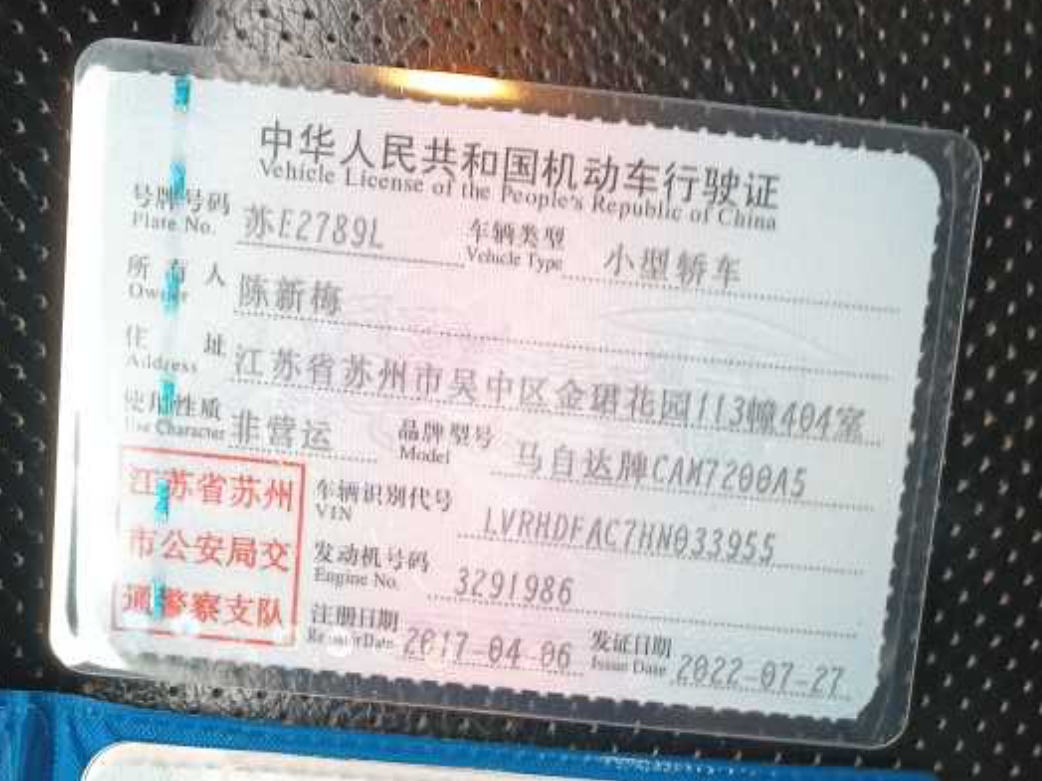 中华人民共和国机动车行驶证
Vehicle License of the People's Republic of China
号牌号码 苏E2789L 车辆类型 小型轿车
Plate No. Vehicle Type
所有人 陈新梅
Owner
住址 江苏省苏州市吴中区金珺花园113幢404室
Address
使用性质 非营运 品牌型号 马自达牌CAM7200A5
Use Character Model
江苏省苏州
市公安局交
通警察支队
车辆识别代号 LVRHDFAC7HN033955
VIN
发动机号码 3291986
Engine No.
注册日期 2017-04-06 发证日期 2022-07-27
Register Date Issue Date